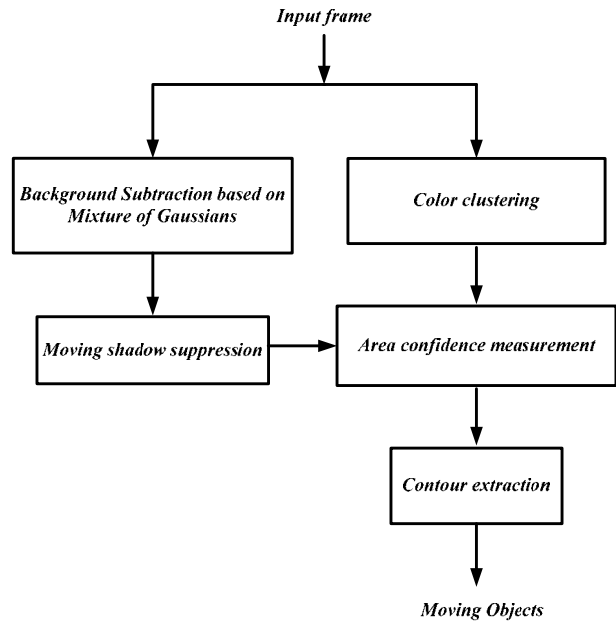 Input frame
Background Subtraction based on
Mixture of Gaussians
Color clustering
Moving shadow suppression
Area confidence measurement
Contour extraction
Moving Objects